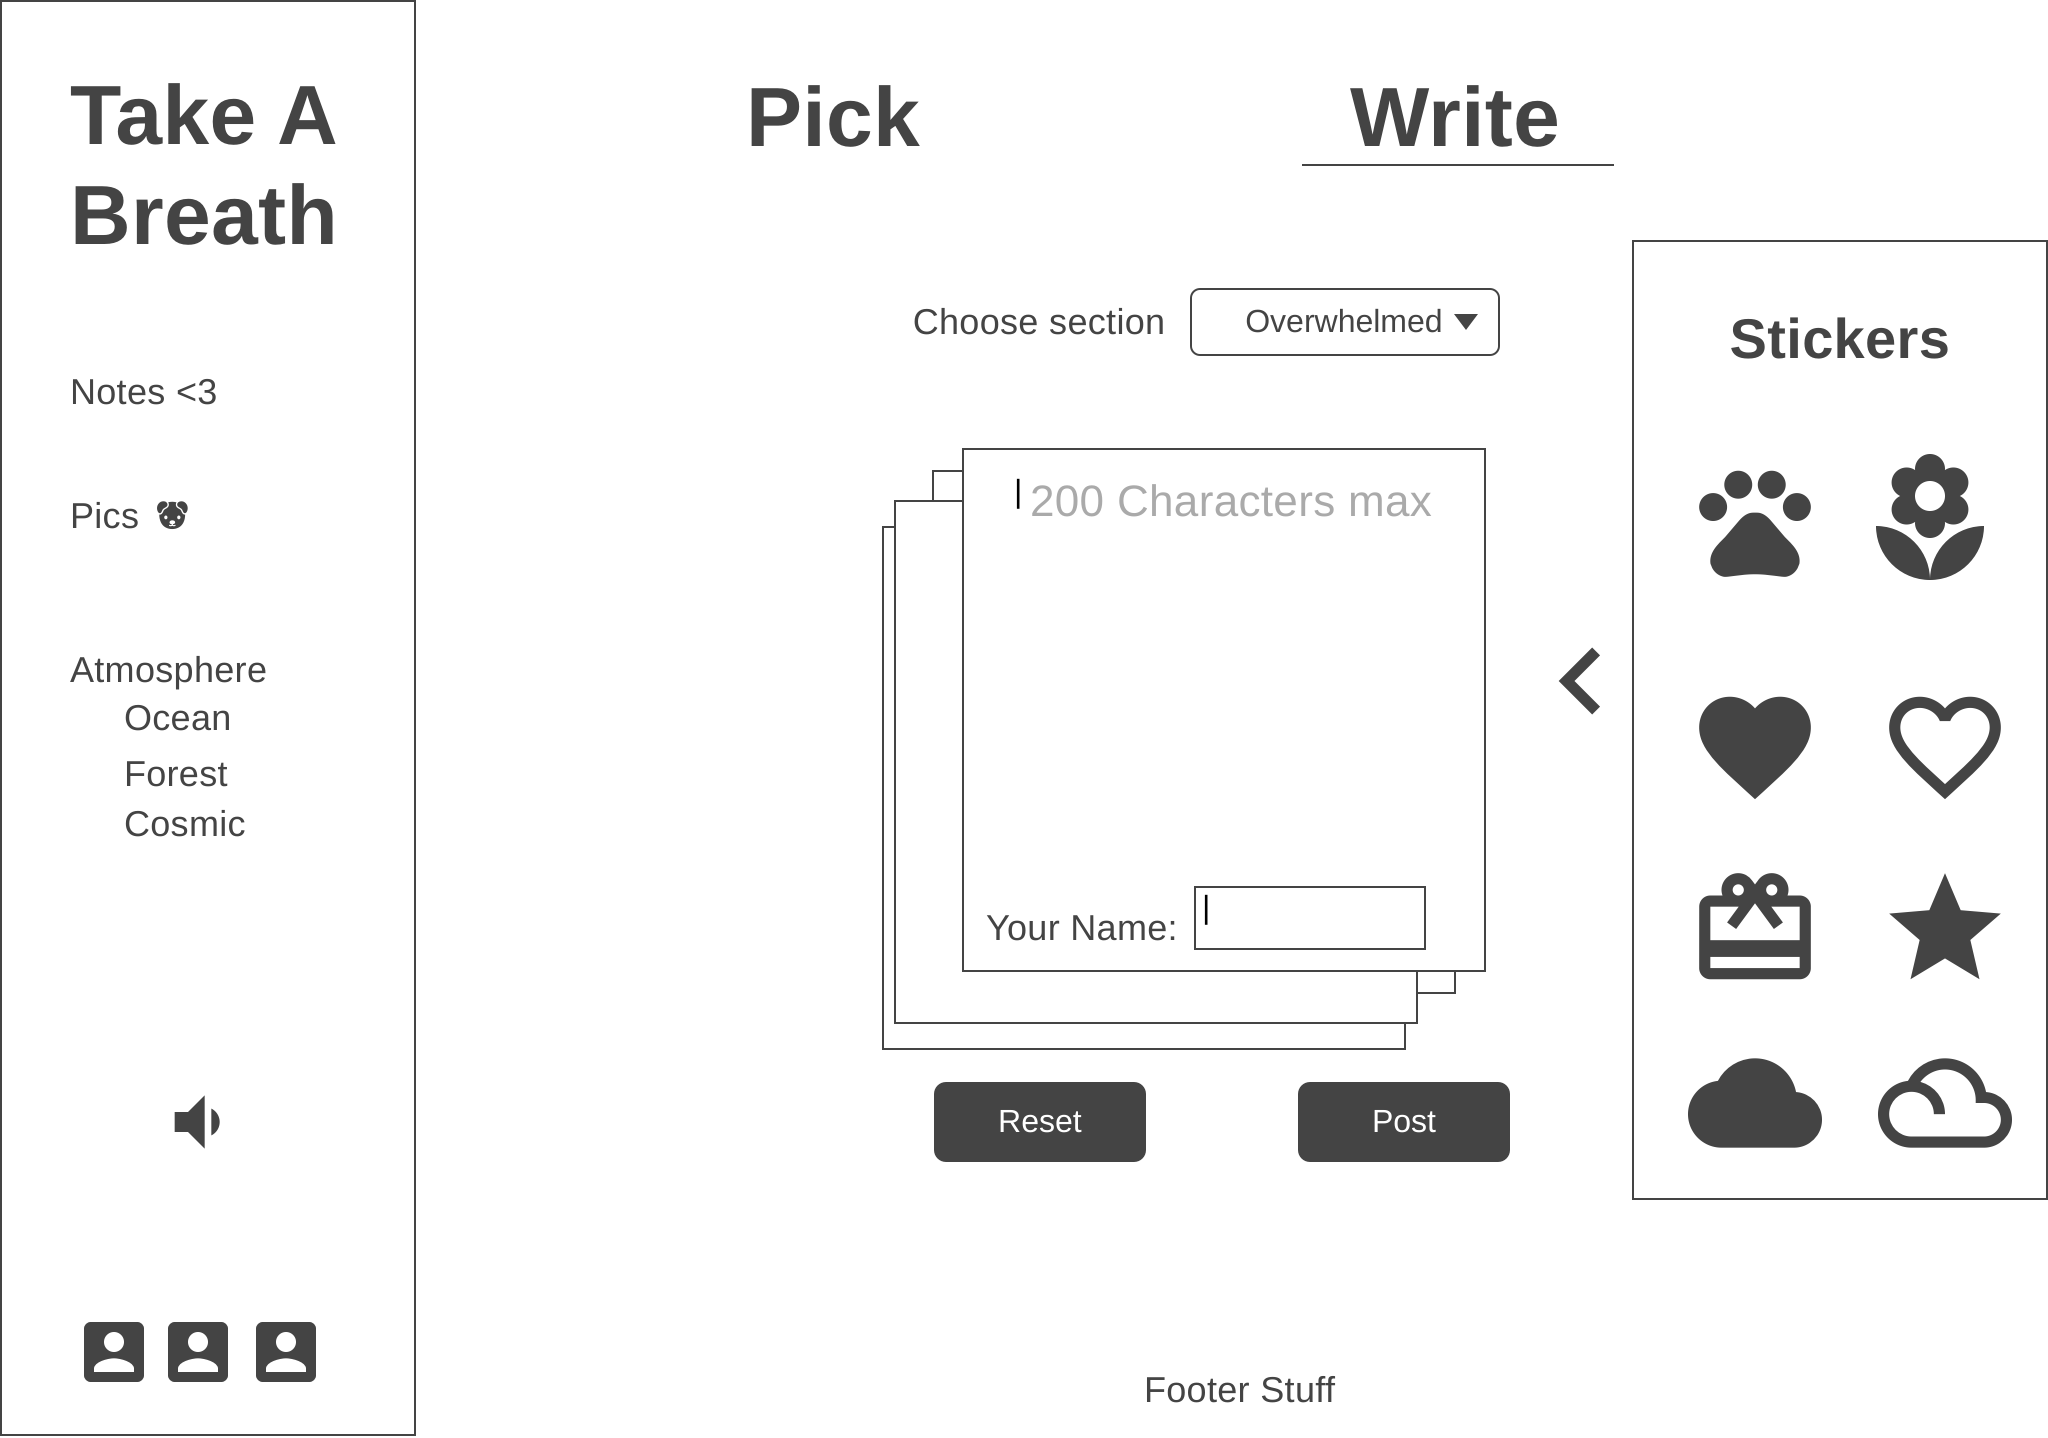 Take A
Breath
Notes <3
Pics
Atmosphere
Ocean
Forest
Cosmic
Pick
Write
Choose section
Overwhelmed
200 Characters max
Your Name:
Reset
Post
Stickers
Footer Stuff